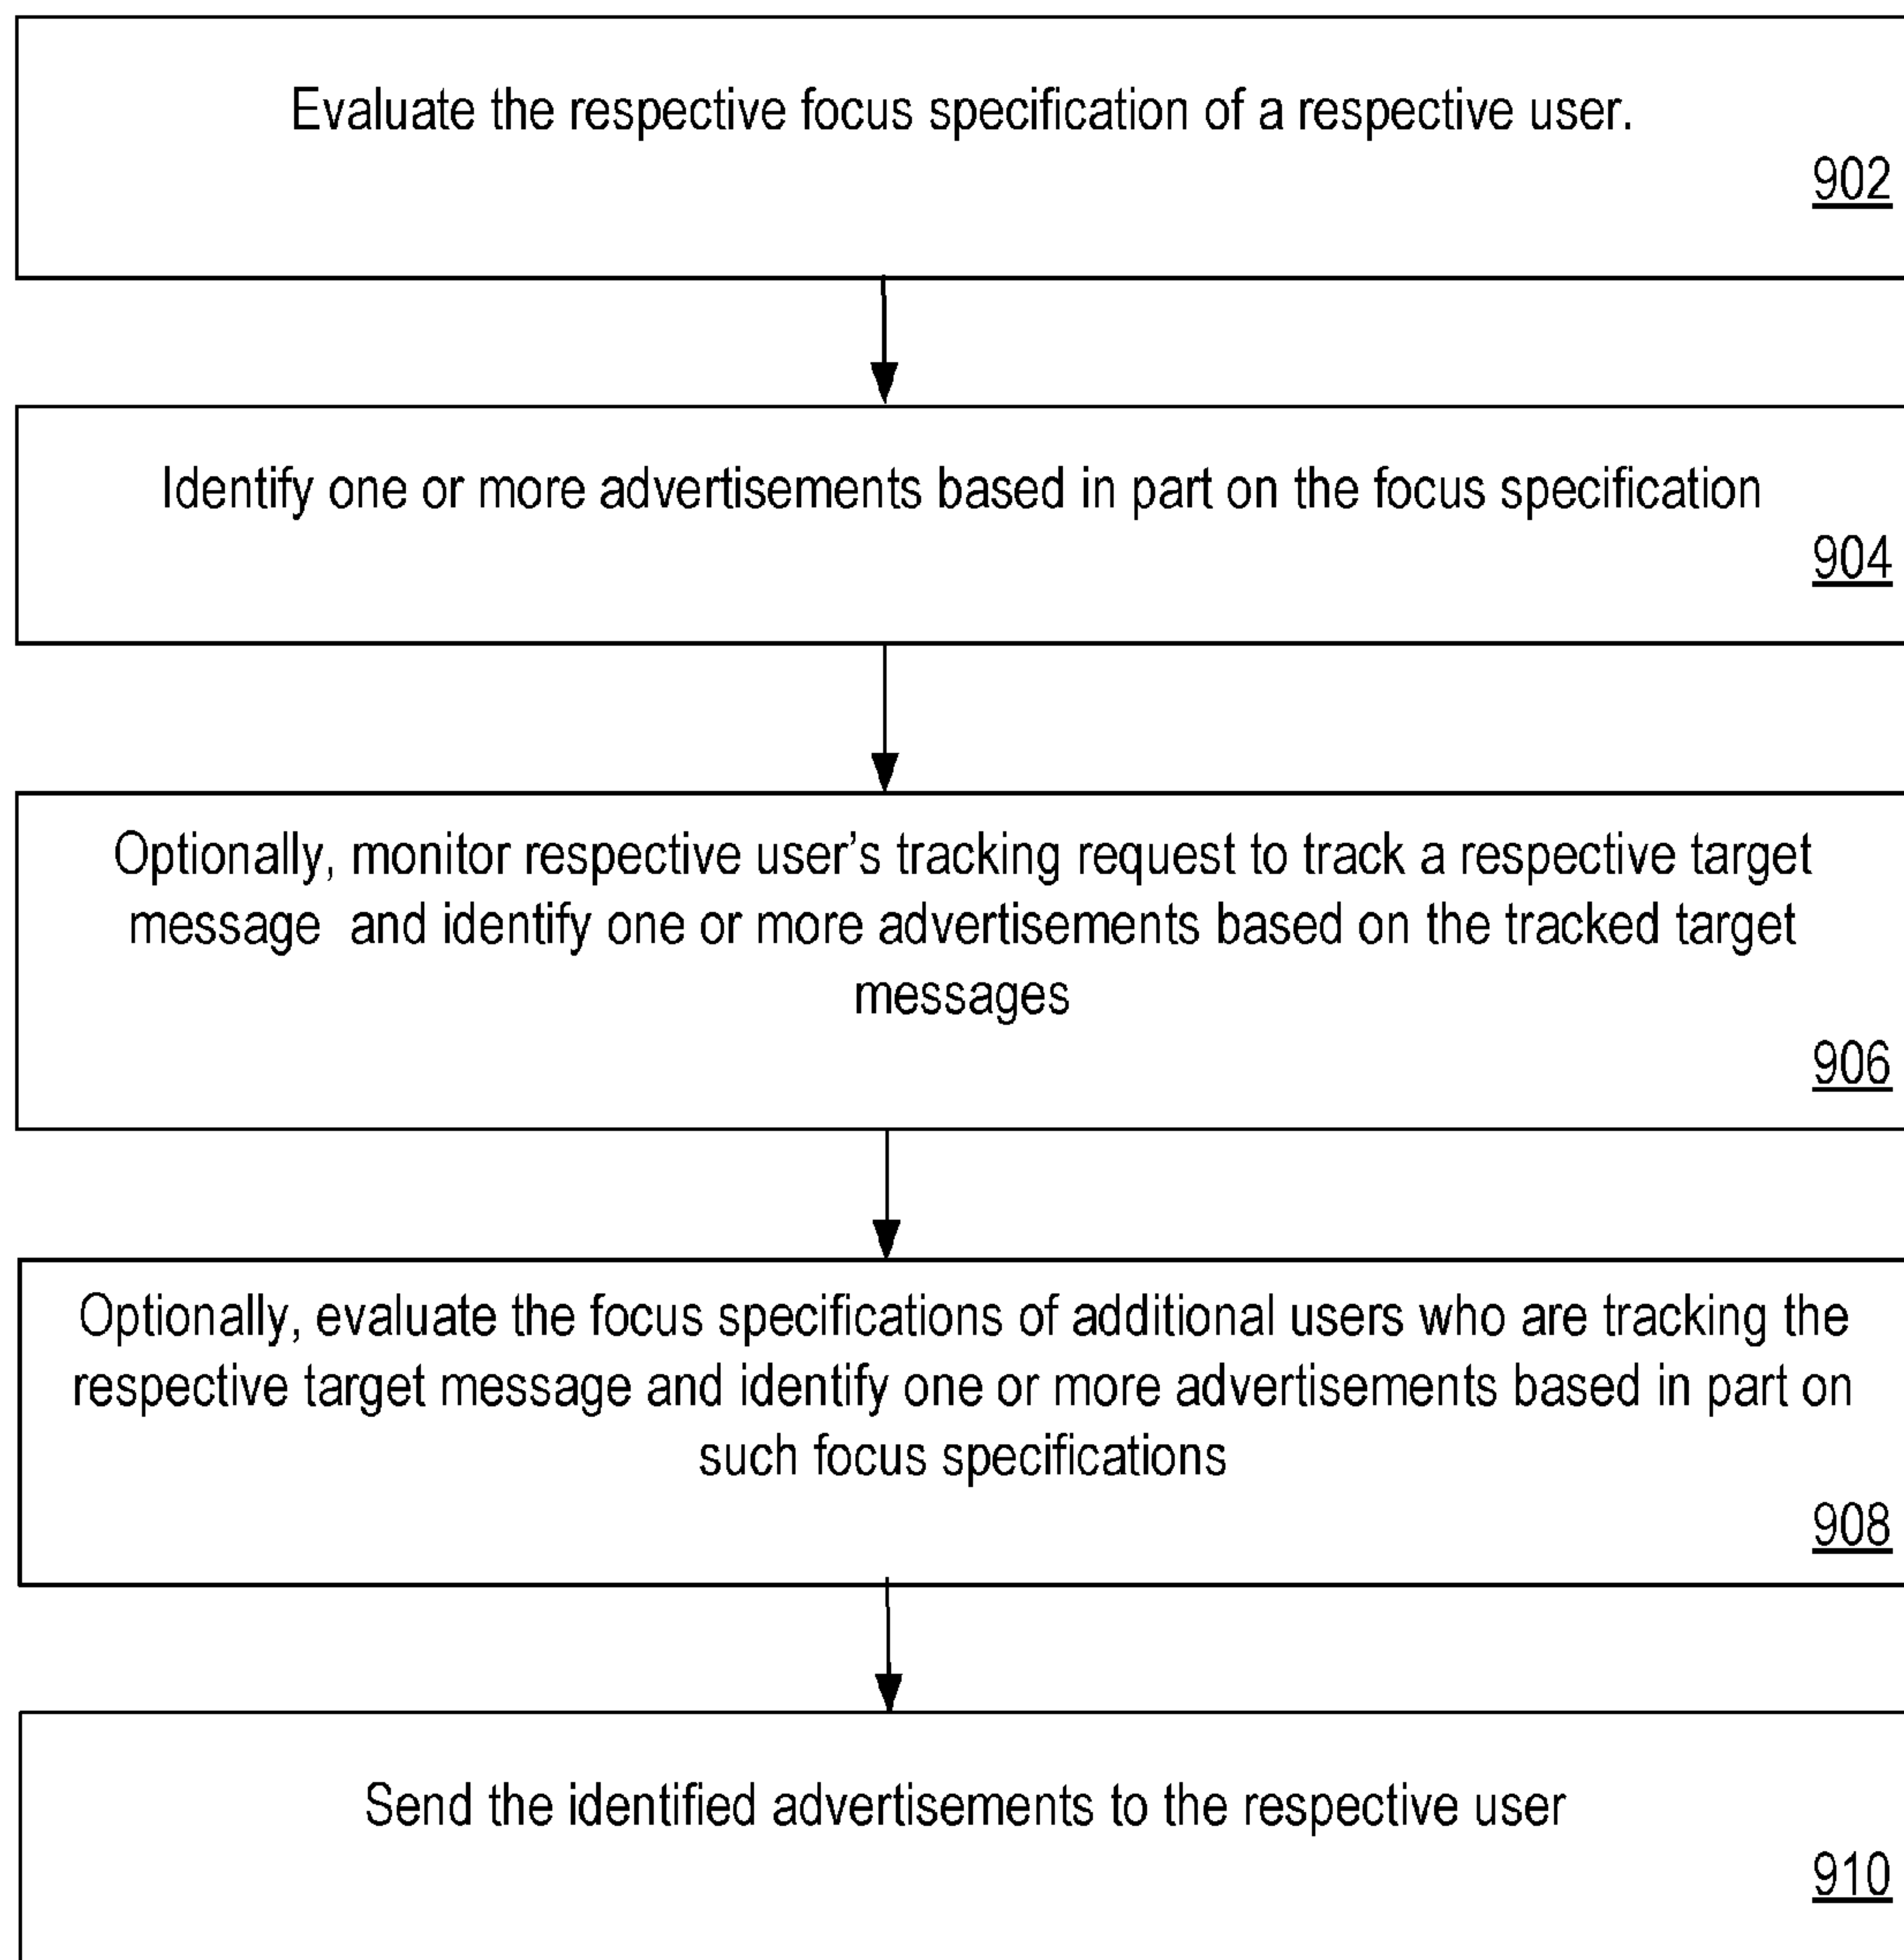 Evaluate the respective focus specification of a respective user.
902
Identify one or more advertisements based in part on the focus specification
904
Optionally, monitor respective user's tracking request to track a respective target
message and identify one or more advertisements based on the tracked target
messages
906
Optionally, evaluate the focus specifications of additional users who are tracking the
respective target message and identify one or more advertisements based in part on
such focus specifications
908
Send the identified advertisements to the respective user
910